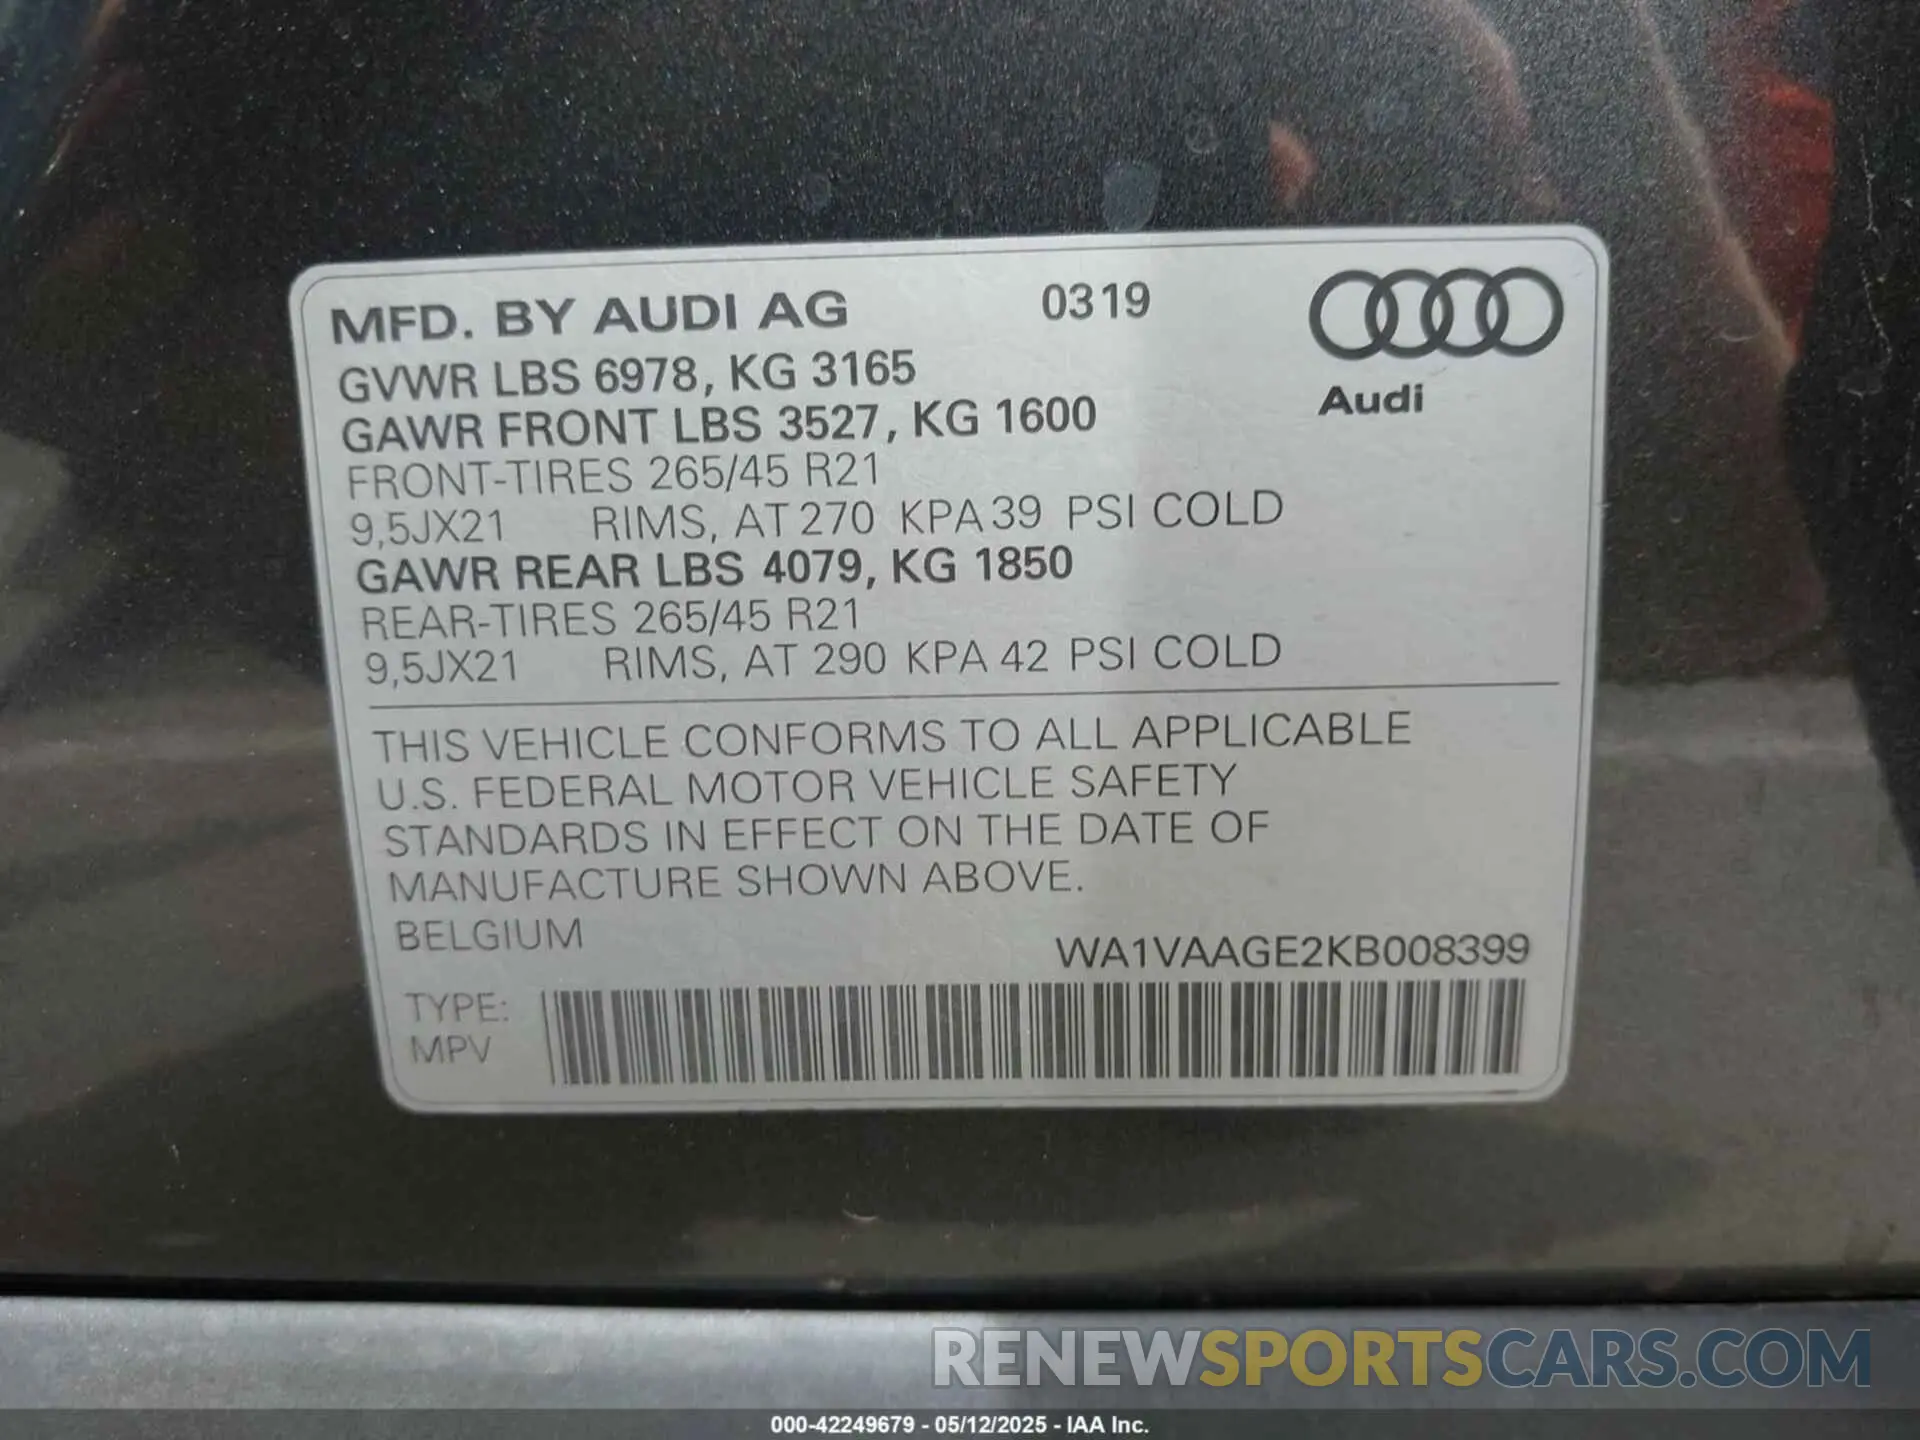 MFD. BY AUDI AG 0319
Audi
GVWR LBS 6978, KG 3165
GAWR FRONT LBS 3527, KG 1600
FRONT-TIRES 265/45 R21
9,5JX21 RIMS, AT 270 KPA 39 PSI COLD
GAWR REAR LBS 4079, KG 1850
REAR-TIRES 265/45 R21
9,5JX21 RIMS, AT 290 KPA 42 PSI COLD
THIS VEHICLE CONFORMS TO ALL APPLICABLE
U.S. FEDERAL MOTOR VEHICLE SAFETY
STANDARDS IN EFFECT ON THE DATE OF
MANUFACTURE SHOWN ABOVE.
BELGIUM
WA1VAAGE2KB008399
TYPE:
MPV
RENEWSPORTSCARS.COM
000-42249679 - 05/12/2025 - IAA Inc.